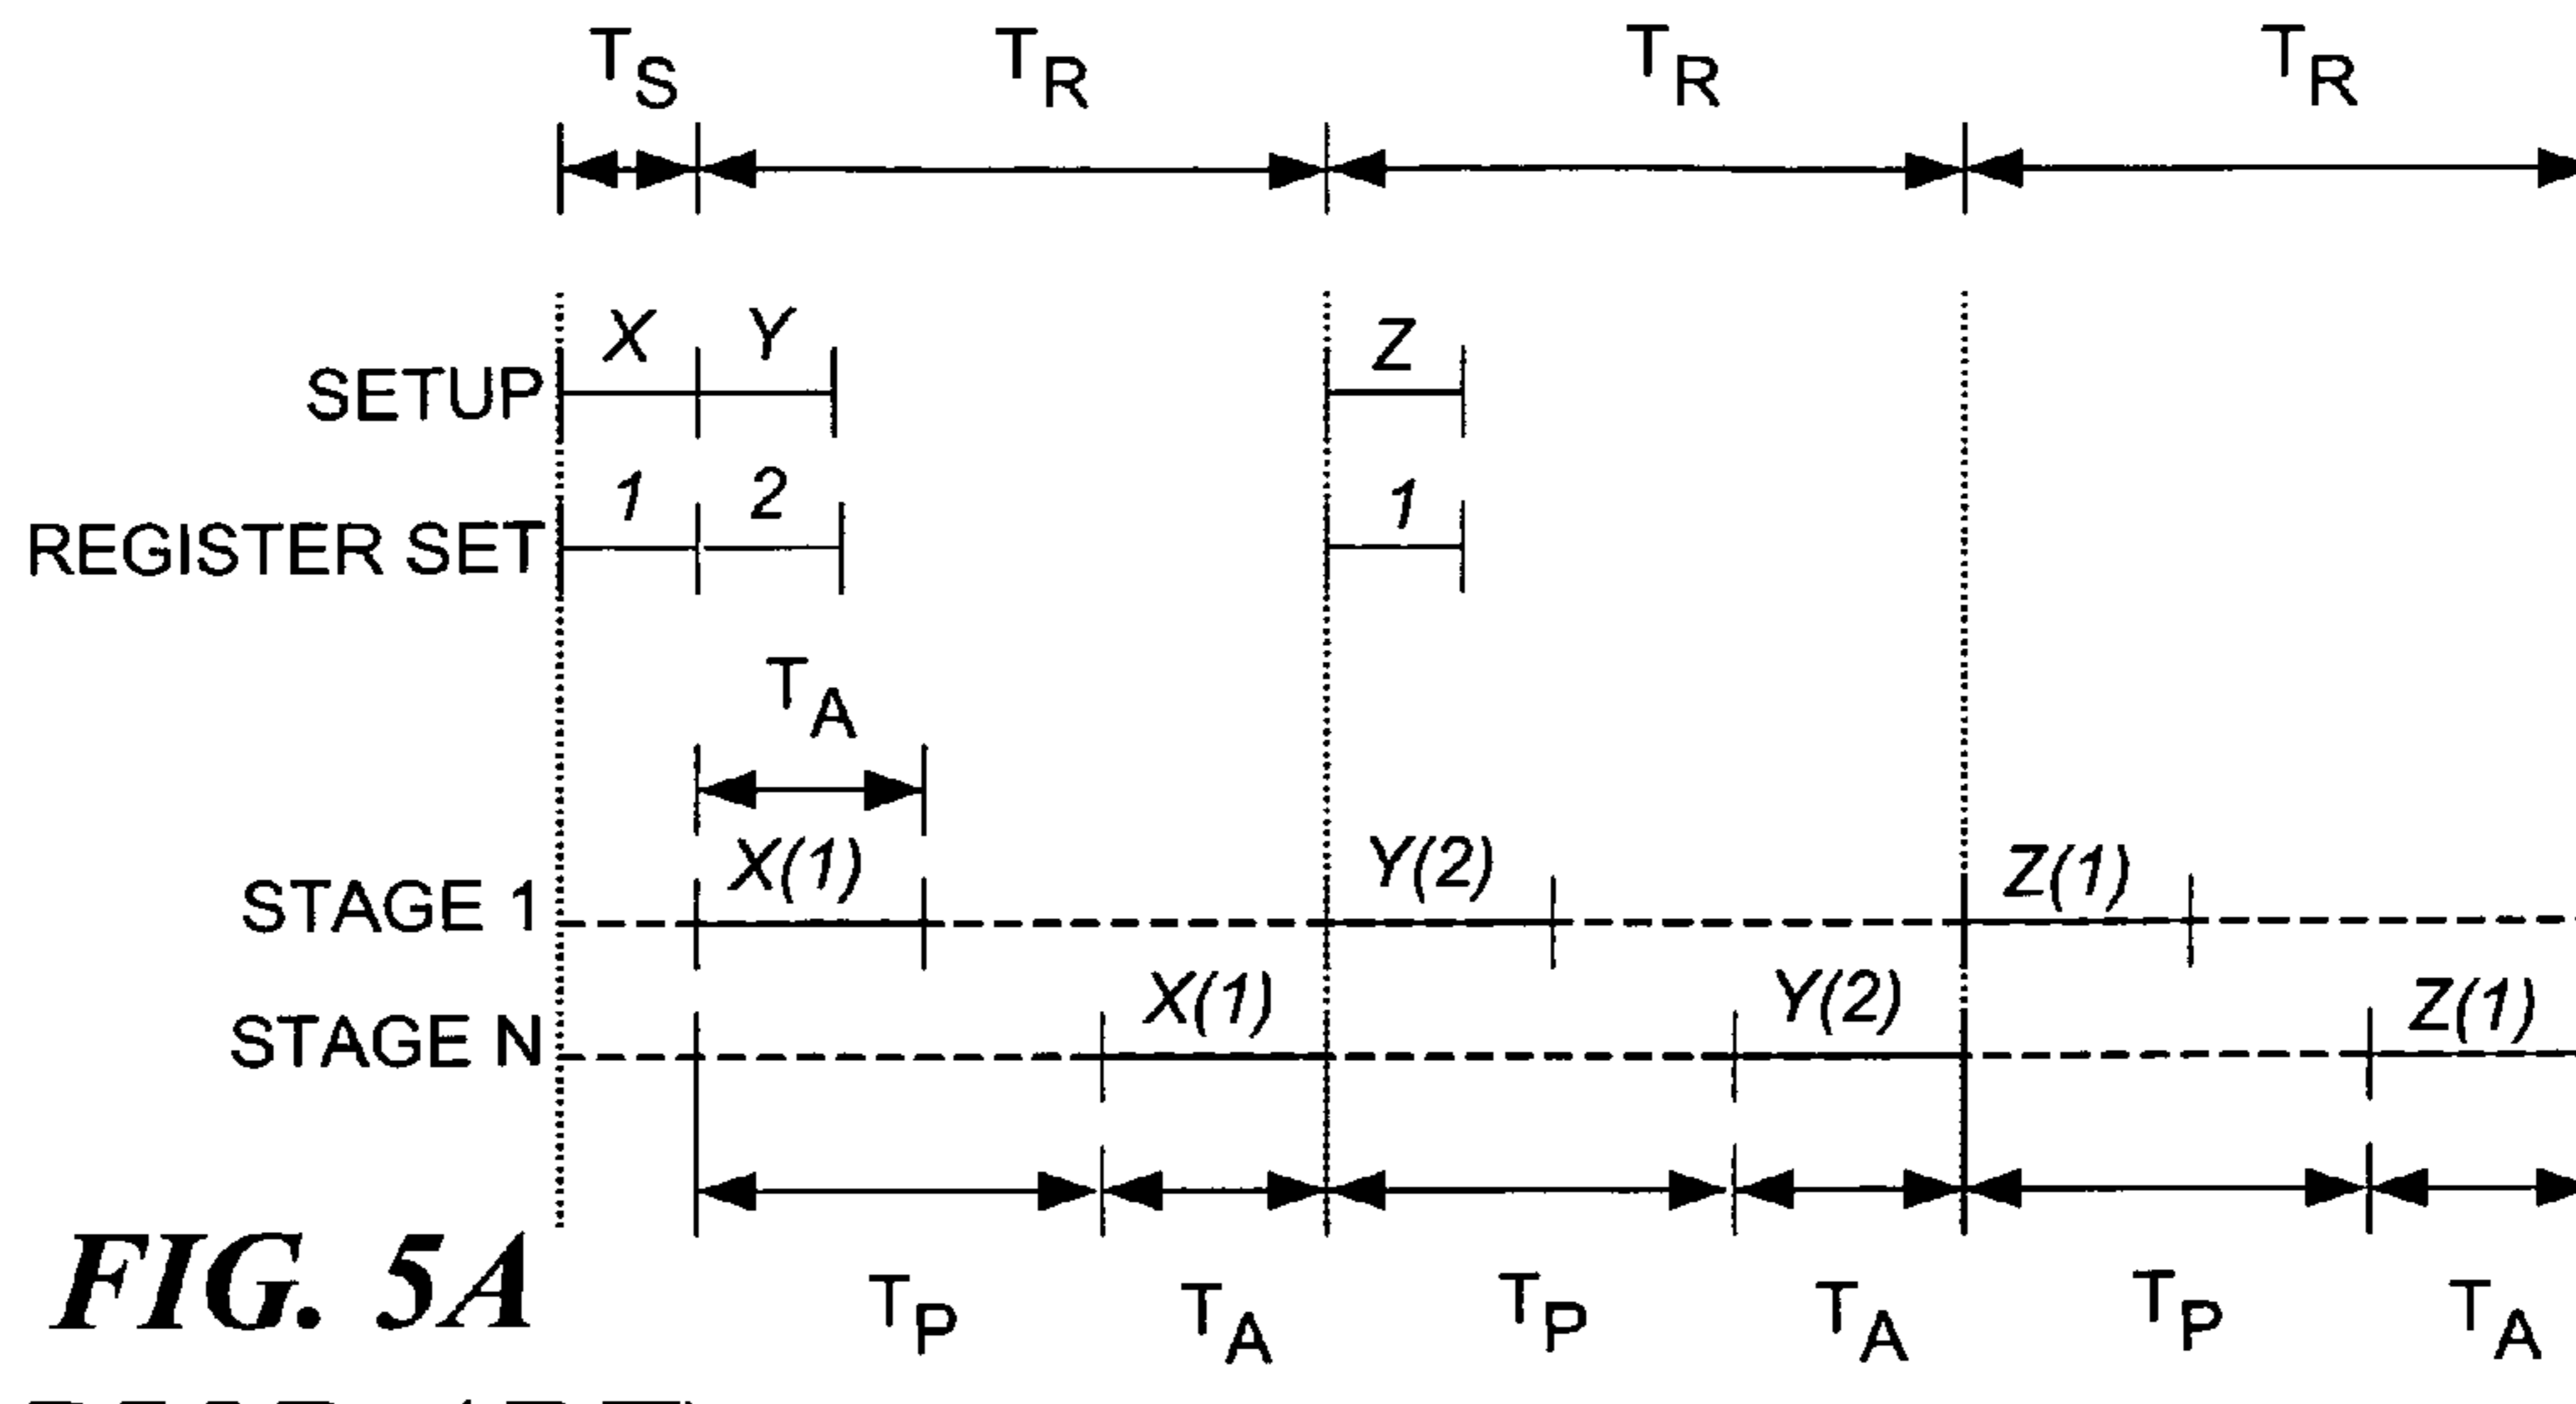 TS TR TR TR
X Y Z
SETUP
1 2 1
REGISTER SET
TA
X(1) Y(2) Z(1)
STAGE 1
X(1) Y(2) Z(1)
STAGE N
TP TA TP TA TP TA
FIG. 5A